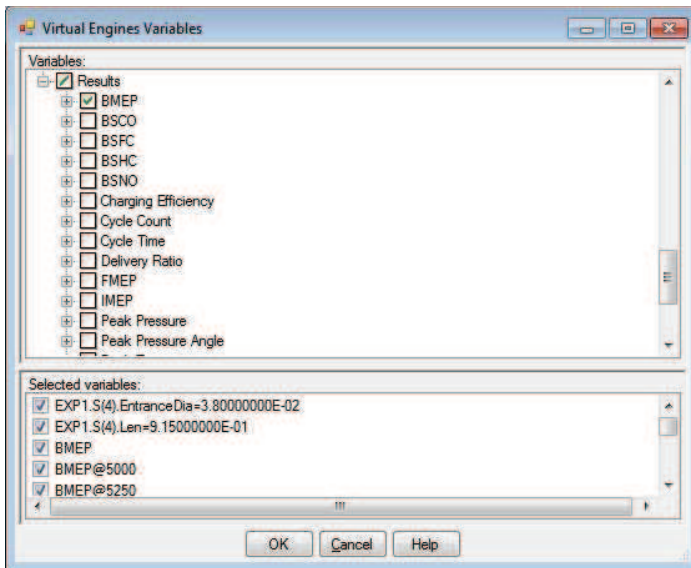 Virtual Engines Variables
Variables:
Results
BMEP
BSCO
BSFC
BSHC
BSNO
Charging Efficiency
Cycle Count
Cycle Time
Delivery Ratio
FMEP
IMEP
Peak Pressure
Peak Pressure Angle
Selected variables:
EXP1.S(4).EntranceDia=3.80000000E-02
EXP1.S(4).Len=9.15000000E-01
BMEP
BMEP@5000
BMEP@5250
OK Cancel Help